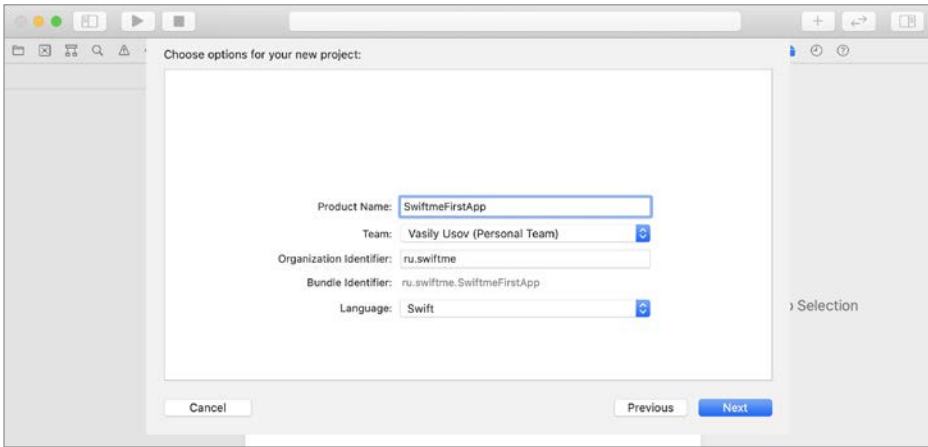 Choose options for your new project:
Product Name: SwiftmeFirstApp
Team: Vasily Usov (Personal Team)
Organization Identifier: ru.swiftme
Bundle Identifier: ru.swiftme.SwiftmeFirstApp
Language: Swift
Selection
Cancel Previous Next